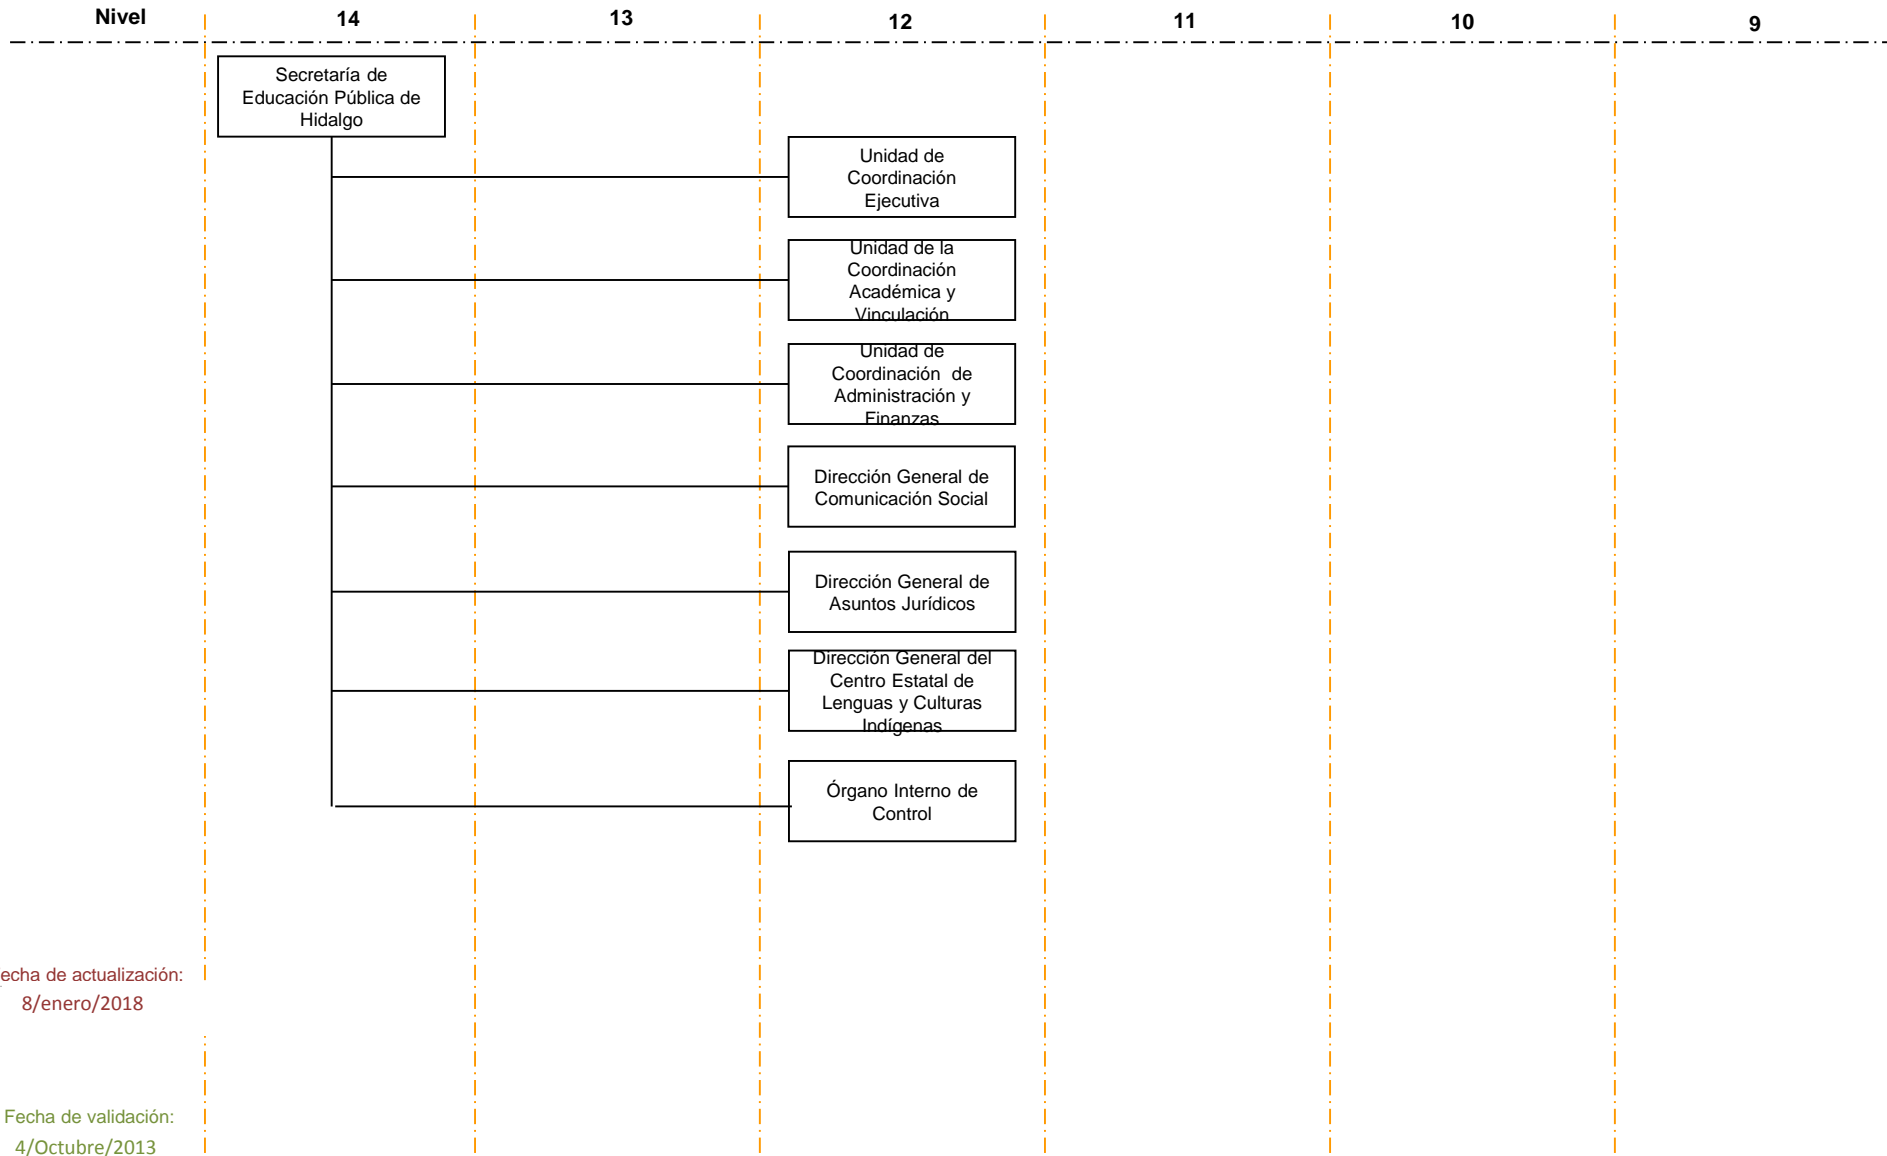 Nivel 14 13 12 11 10 9
Secretaría de
Educación Pública de
Hidalgo
Unidad de
Coordinación
Ejecutiva
Unidad de la
Coordinación
Académica y
Vinculación
Unidad de
Coordinación de
Administración y
Finanzas
Dirección General de
Comunicación Social
Dirección General de
Asuntos Jurídicos
Dirección General del
Centro Estatal de
Lenguas y Culturas
Indígenas
Órgano Interno de
Control
echa de actualización:
8/enero/2018
Fecha de validación:
4/Octubre/2013